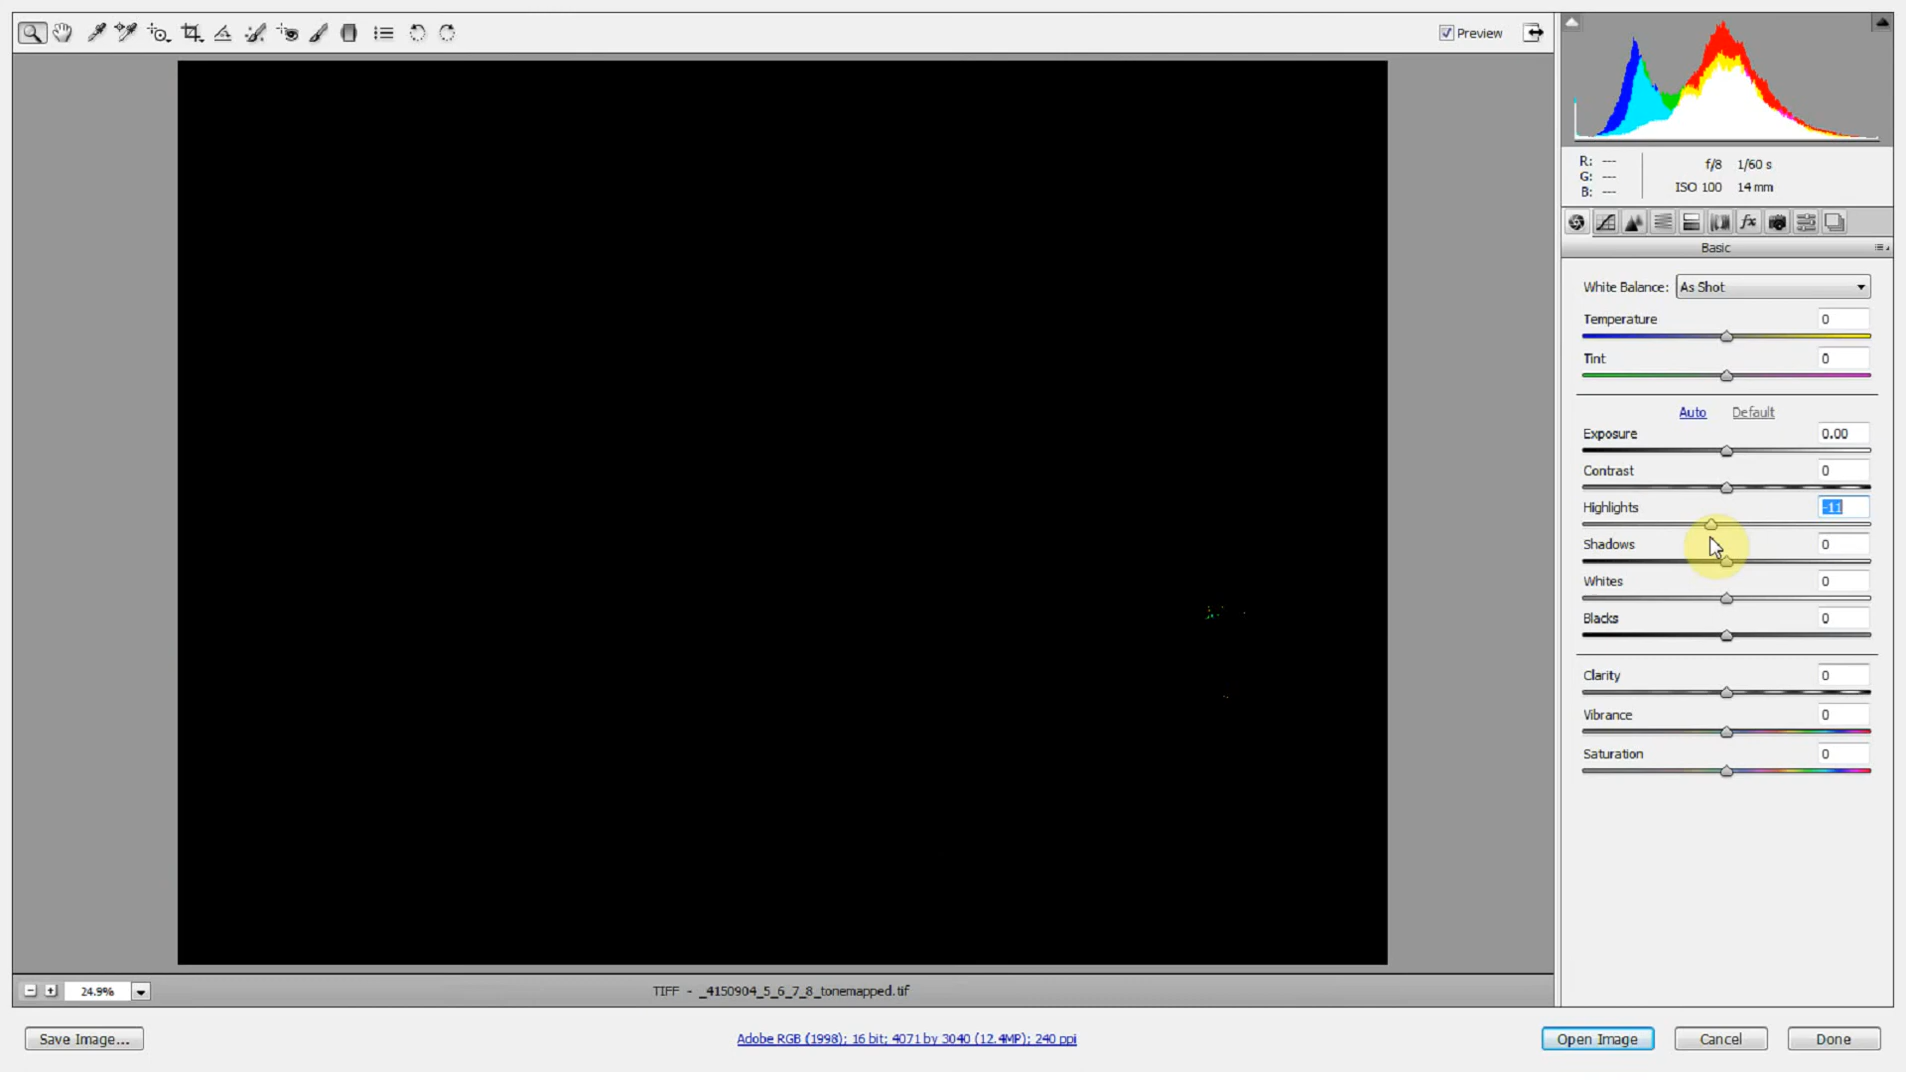 Preview
R: ---
G: ---
B: ---
f/8 1/60 s
ISO 100 14 mm
fx
Basic
White Balance: As Shot
Temperature 0
Tint 0
Auto Default
Exposure 0.00
Contrast 0
Highlights -11
Shadows 0
Whites 0
Blacks 0
Clarity 0
Vibrance 0
Saturation 0
24.9%
TIFF - _4150904_5_6_7_8_tonemapped.tif
Save Image...
Adobe RGB (1998); 16 bit; 4071 by 3040 (12.4MP); 240 ppi
Open Image
Cancel
Done